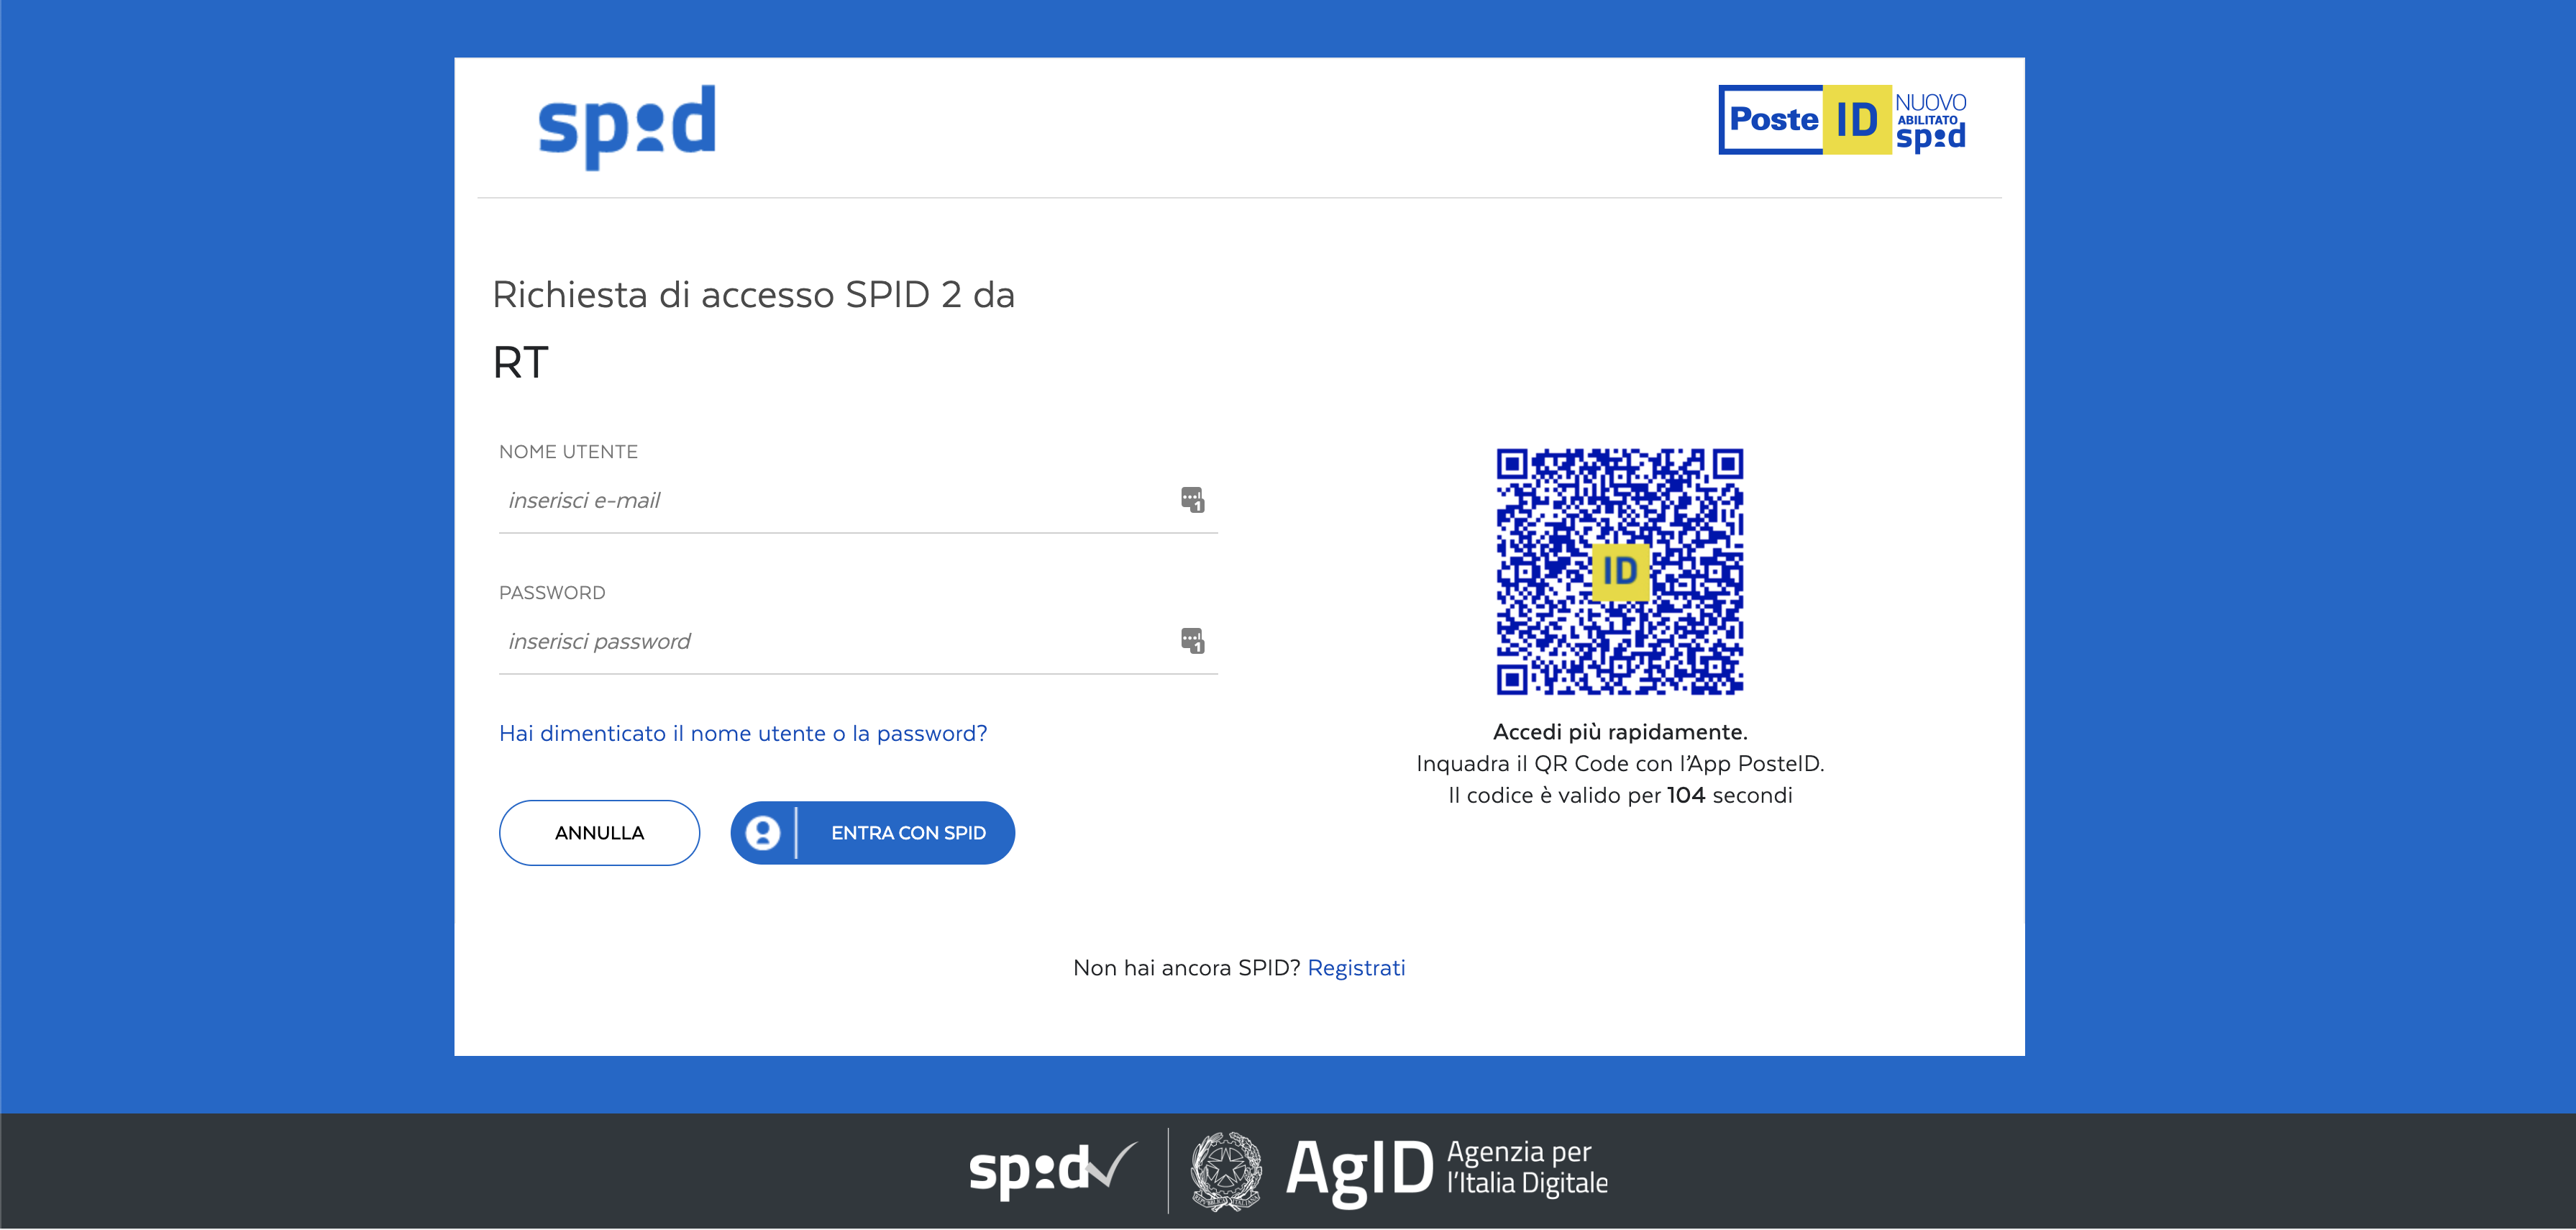 spid
Poste ID NUOVO
ABILITATO
spid
Richiesta di accesso SPID 2 da
RT
NOME UTENTE
inserisci e-mail
PASSWORD
inserisci password
Hai dimenticato il nome utente o la password?
ANNULLA
ENTRA CON SPID
ID
Accedi più rapidamente.
Inquadra il QR Code con l'App PosteID.
Il codice è valido per 104 secondi
Non hai ancora SPID? Registrati
spid
AgID Agenzia per
l'Italia Digitale